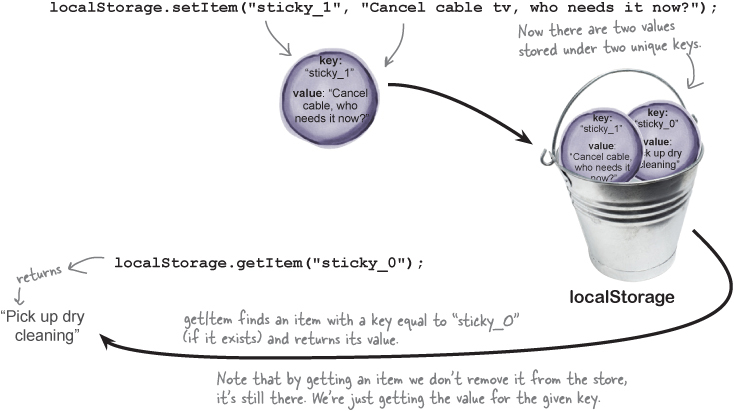 localStorage.setItem("sticky_1", "Cancel cable tv, who needs it now?");
Now there are two values
stored under two unique keys.
key:
“sticky_1”
value: “Cancel
cable, who
needs it now?”
key:
“sticky_1”
value:
“Cancel cable,
who needs it
now?”
key:
“sticky_0”
value:
k up dry
cleaning”
localStorage
localStorage.getItem("sticky_0");
returns
“Pick up dry
cleaning”
getItem finds an item with a key equal to “sticky_0”
(if it exists) and returns its value.
Note that by getting an item we don’t remove it from the store,
it’s still there. We’re just getting the value for the given key.